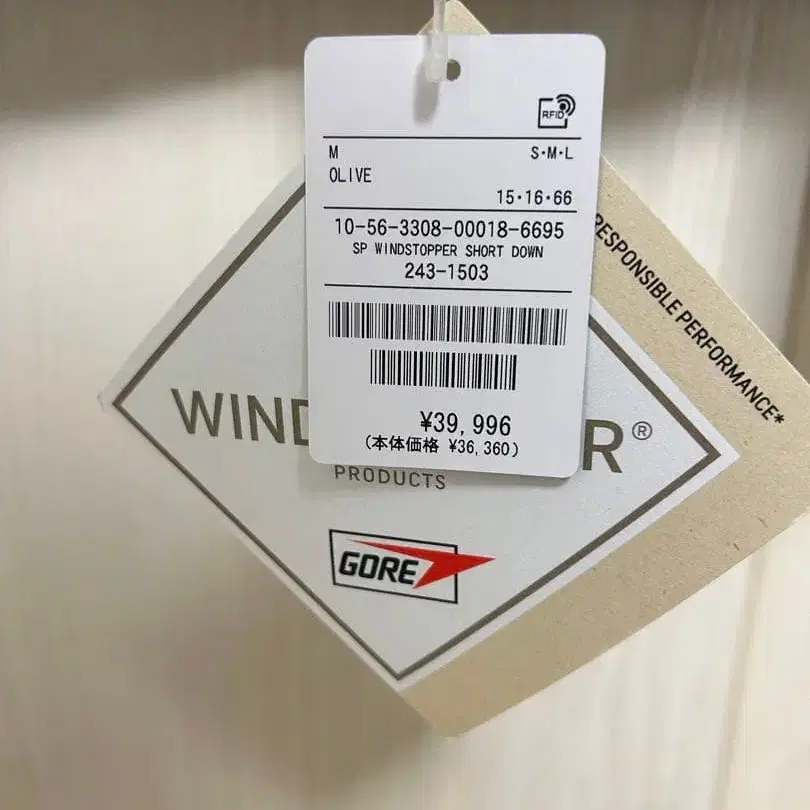 RFID
M S・M・L
OLIVE
15・16・66
10-56-3308-00018-6695
SP WINDSTOPPER SHORT DOWN
243-1503
¥39,996
(本体価格 ¥36,360)
WIND R®
PRODUCTS
GORE
RESPONSIBLE PERFORMANCE*